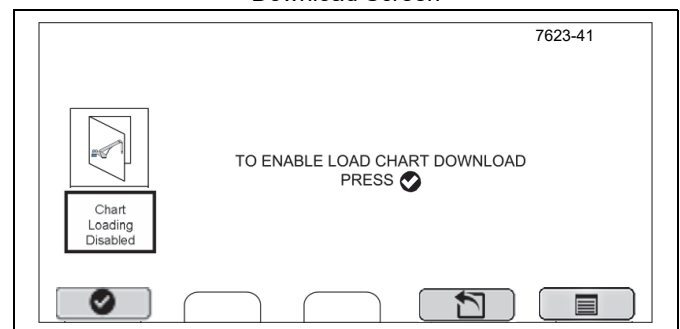 Download Screen
7623-41
TO ENABLE LOAD CHART DOWNLOAD
PRESS
Chart
Loading
Disabled